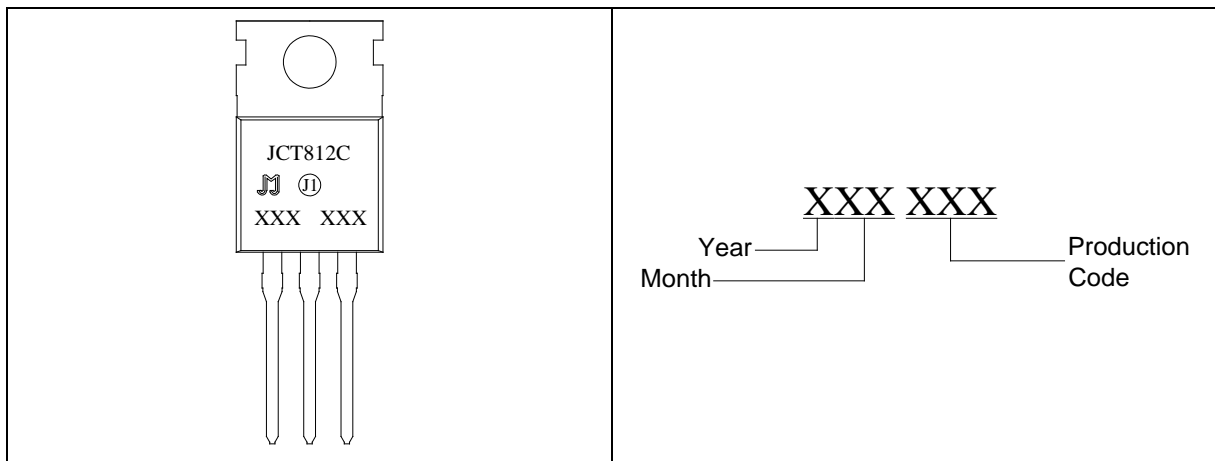 JCT812C
J1
XXX XXX
XXX XXX
Year
Month
Production
Code